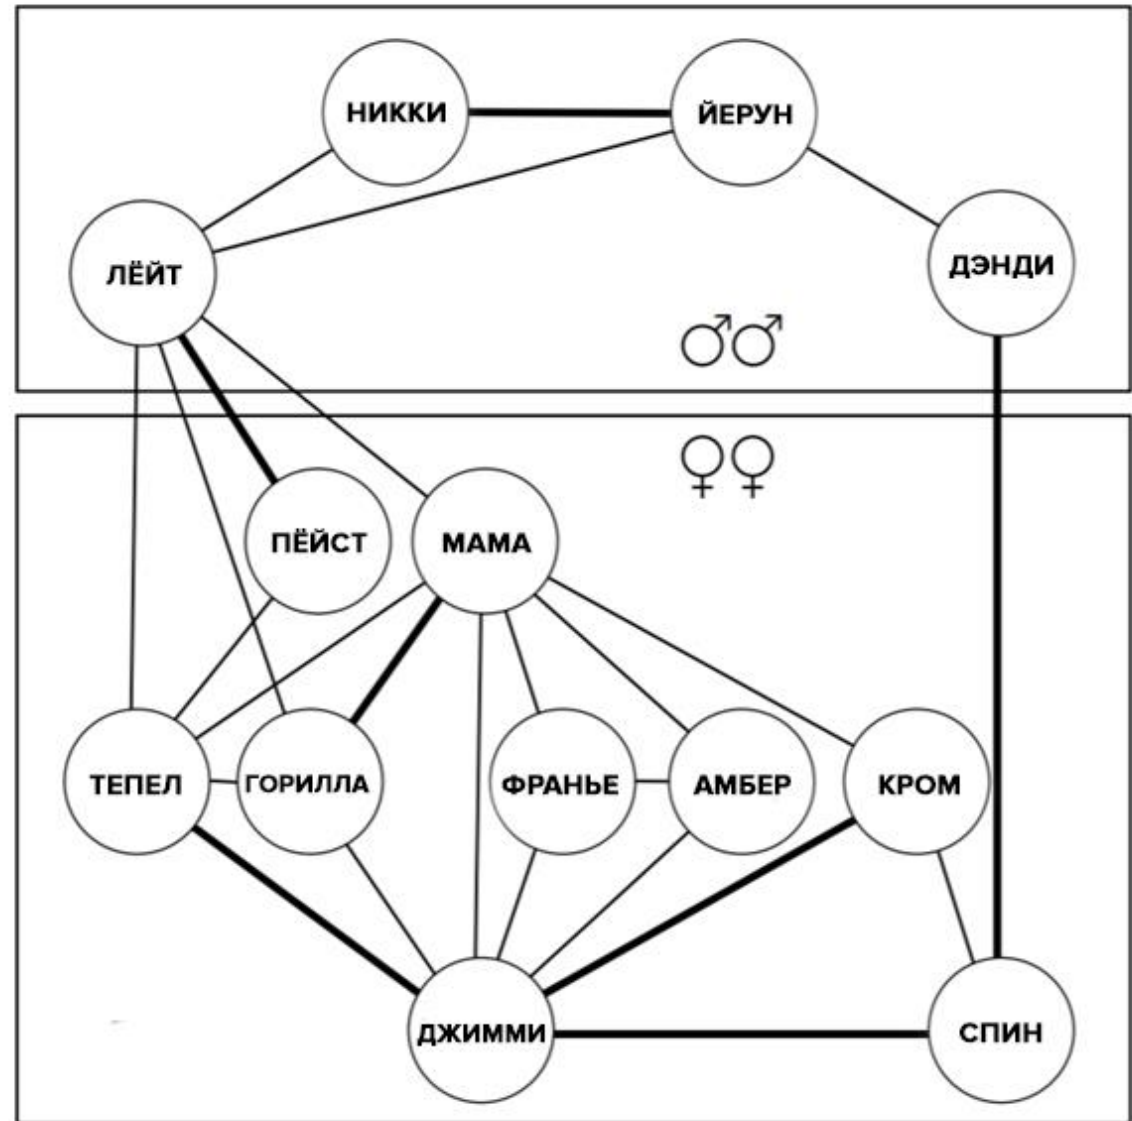 НИККИ
ЙЕРУН
ЛЁЙТ
ДЭНДИ
♂♂
♀♀
ПЁЙСТ
МАМА
ТЕПЕЛ
ГОРИЛЛА
ФРАНЬЕ
АМБЕР
КРОМ
ДЖИММИ
СПИН